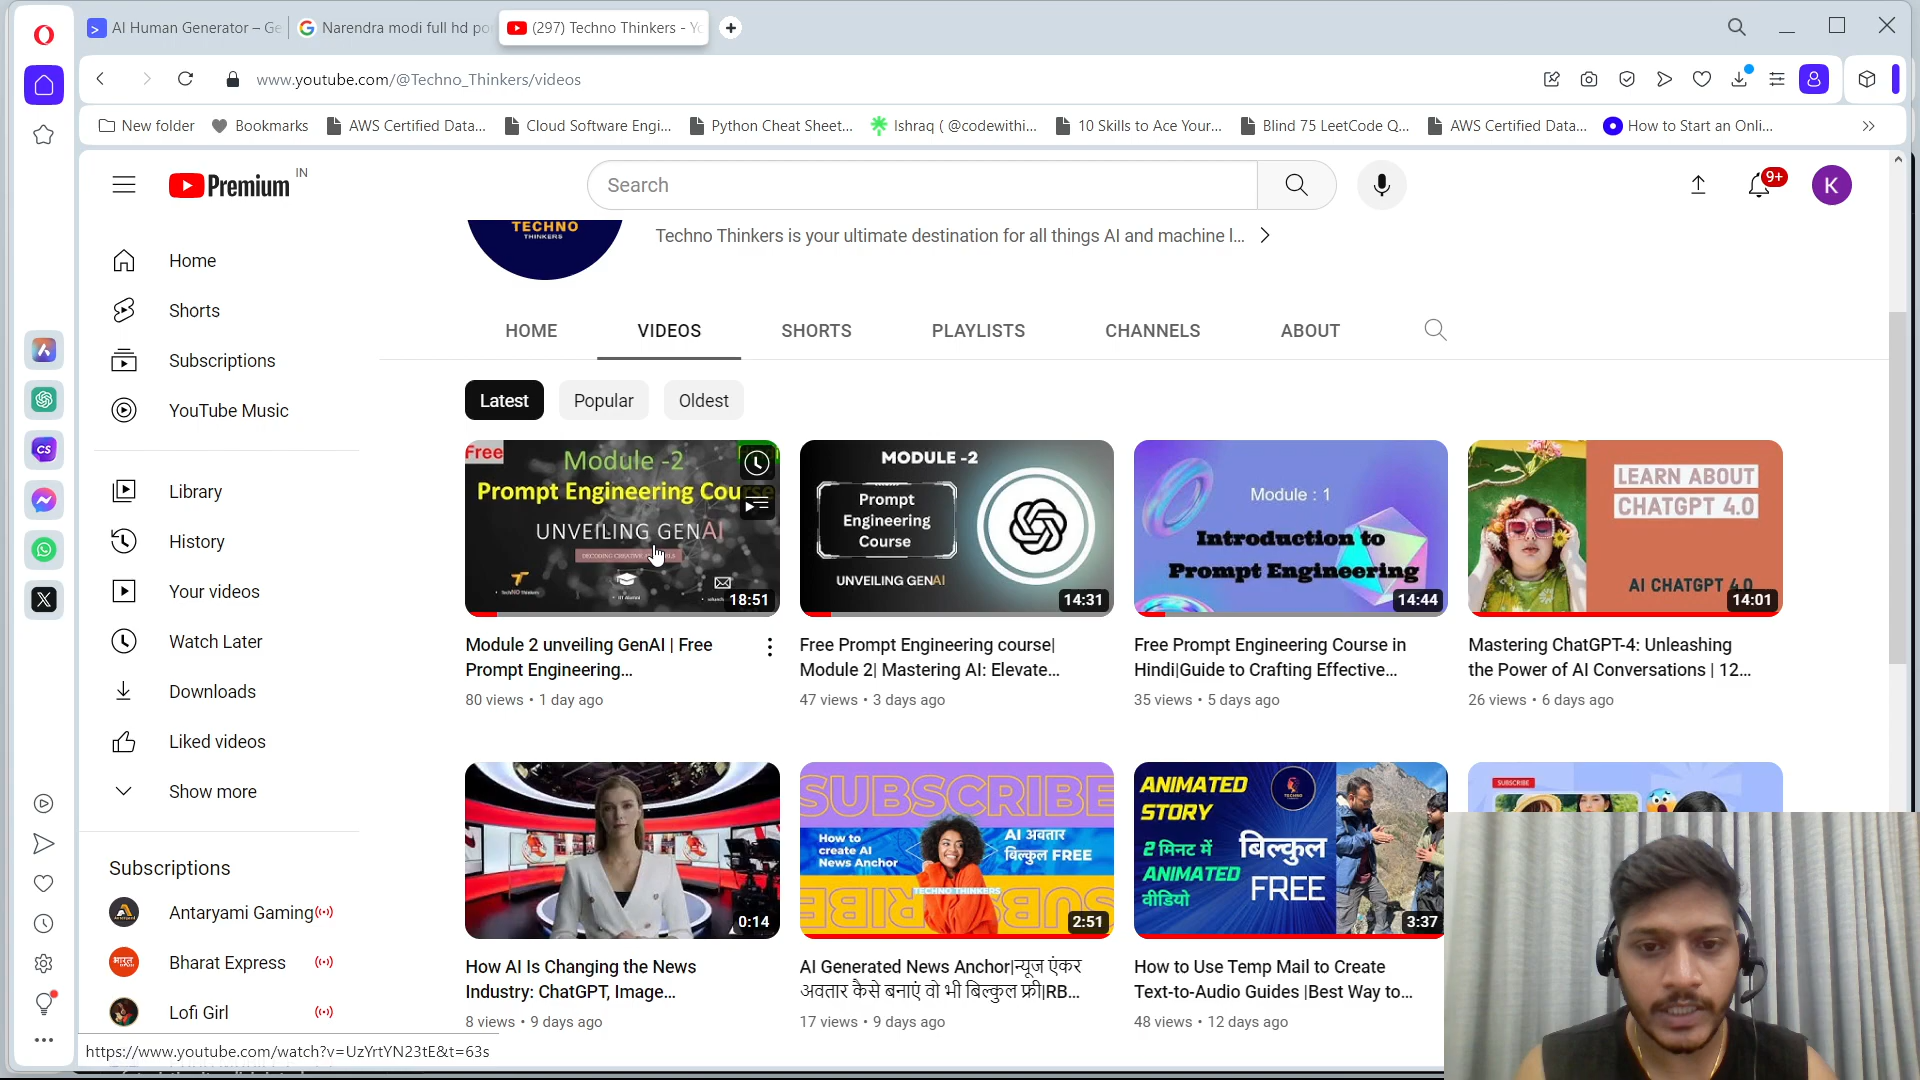 AI Human Generator – Ge
Narendra modi full hd po
(297) Techno Thinkers - Yo
www.youtube.com/@Techno_Thinkers/videos
New folder
Bookmarks
AWS Certified Data...
Cloud Software Engi...
Python Cheat Sheet...
Ishraq ( @codewithi...
10 Skills to Ace Your...
Blind 75 LeetCode Q...
AWS Certified Data...
How to Start an Onli...
Premium IN
Search
9+
K
TECHNO
THINKERS
Techno Thinkers is your ultimate destination for all things AI and machine l...
Home
Shorts
Subscriptions
YouTube Music
Library
History
Your videos
Watch Later
Downloads
Liked videos
Show more
Subscriptions
Antaryami Gaming
Bharat Express
Lofi Girl
HOME
VIDEOS
SHORTS
PLAYLISTS
CHANNELS
ABOUT
Latest
Popular
Oldest
Free
Module -2
Prompt Engineering Course
UNVEILING GENAI
18:51
Module 2 unveiling GenAI | Free
Prompt Engineering...
80 views • 1 day ago
MODULE -2
Prompt
Engineering
Course
UNVEILING GENAI
14:31
Free Prompt Engineering course|
Module 2| Mastering AI: Elevate...
47 views • 3 days ago
Module : 1
Introduction to
Prompt Engineering
14:44
Free Prompt Engineering Course in
Hindi|Guide to Crafting Effective...
35 views • 5 days ago
LEARN ABOUT
CHATGPT 4.0
AI CHATGPT 4.0
14:01
Mastering ChatGPT-4: Unleashing
the Power of AI Conversations | 12...
26 views • 6 days ago
0:14
How AI Is Changing the News
Industry: ChatGPT, Image...
8 views • 9 days ago
SUBSCRIBE
How to
create AI
News Anchor
AI अवतार
बिल्कुल FREE
TECHNO THINKERS
2:51
AI Generated News Anchor|न्यूज एंकर
अवतार कैसे बनाएं वो भी बिल्कुल फ्री|RB...
17 views • 9 days ago
ANIMATED
STORY
2 मिनट में
ANIMATED
वीडियो
बिल्कुल
FREE
3:37
How to Use Temp Mail to Create
Text-to-Audio Guides |Best Way to...
48 views • 12 days ago
SUBSCRIBE
https://www.youtube.com/watch?v=UzYrtYN23tE&t=63s